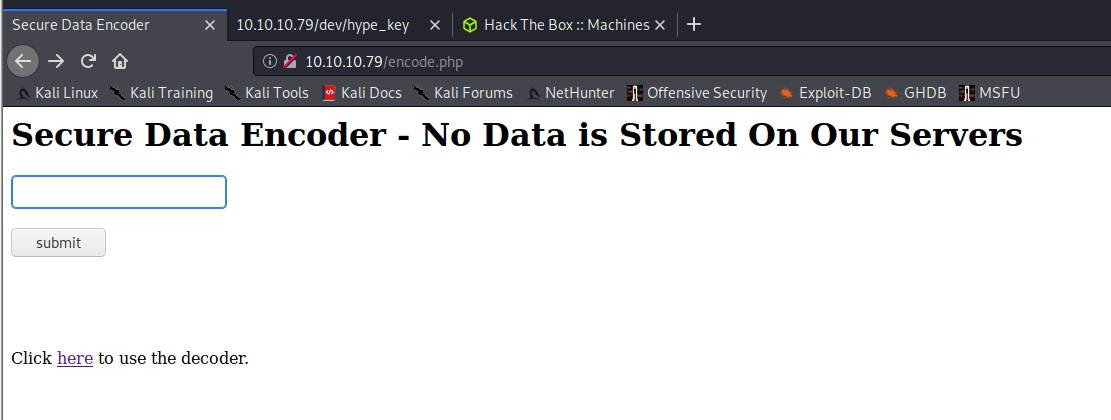 Secure Data Encoder 10.10.10.79/dev/hype_key Hack The Box :: Machines
10.10.10.79/encode.php
Kali Linux Kali Training Kali Tools Kali Docs Kali Forums NetHunter Offensive Security Exploit-DB GHDB MSFU
Secure Data Encoder - No Data is Stored On Our Servers
submit
Click here to use the decoder.